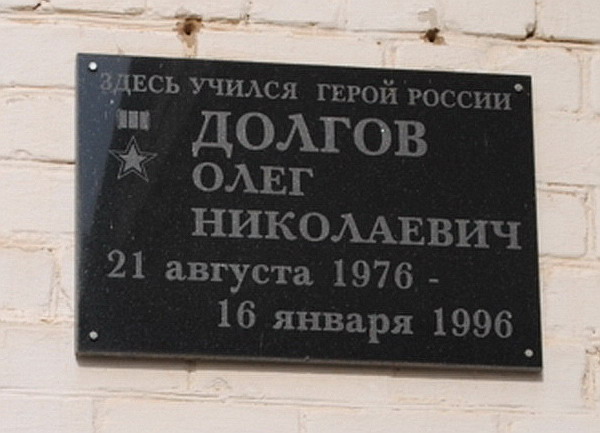 ЗДЕСЬ УЧИЛСЯ ГЕРОЙ РОССИИ
ДОЛГОВ
ОЛЕГ
НИКОЛАЕВИЧ
21 августа 1976 -
16 января 1996